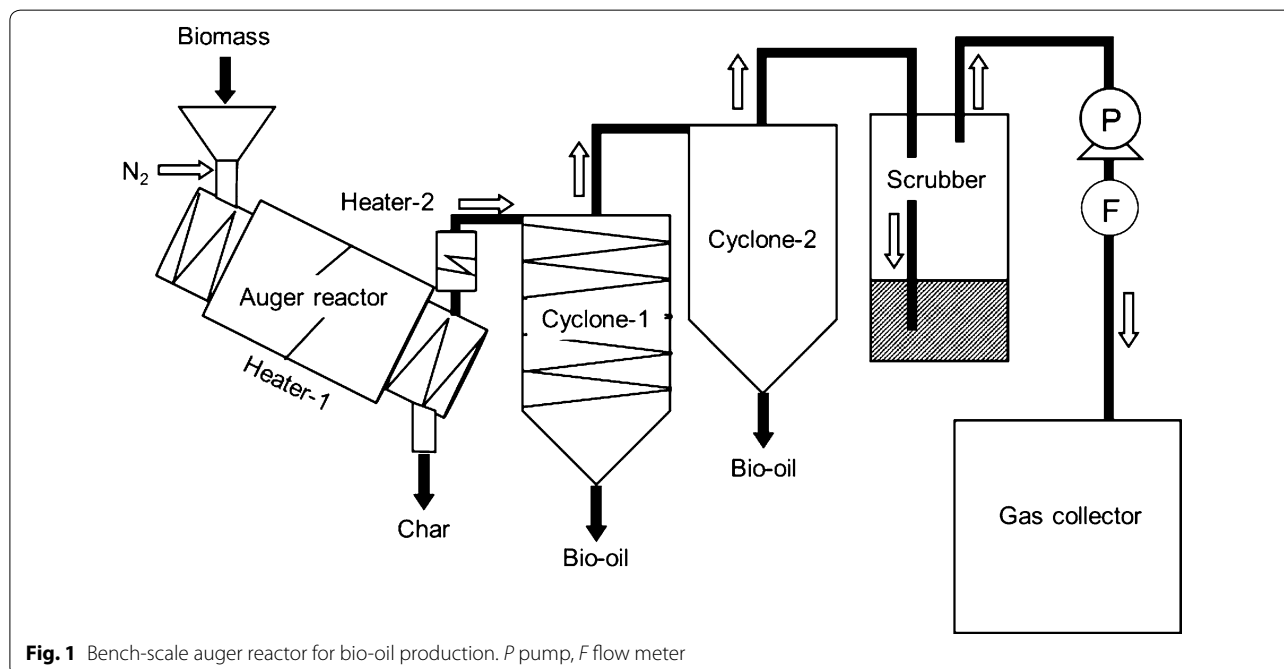 Biomass
N2
Heater-2
Auger reactor
Heater-1
Char
Cyclone-1
Bio-oil
Cyclone-2
Bio-oil
Scrubber
P
F
Gas collector
Fig. 1 Bench-scale auger reactor for bio-oil production. P pump, F flow meter